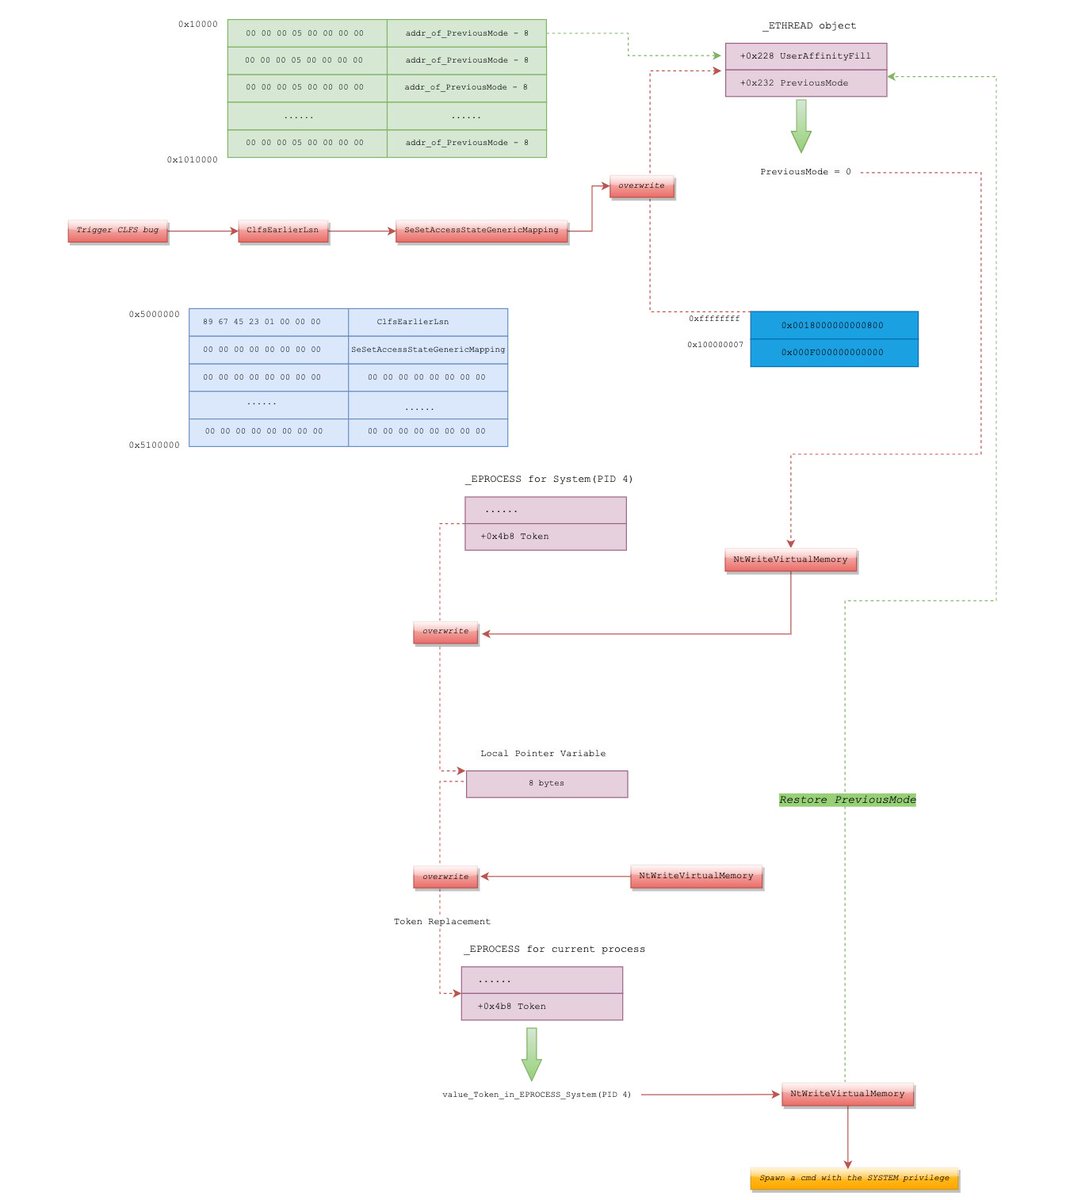 _ETHREAD object
0x10000
00 00 00 05 00 00 00 00 addr_of_PreviousMode - 8
00 00 00 05 00 00 00 00 addr_of_PreviousMode - 8
00 00 00 05 00 00 00 00 addr_of_PreviousMode - 8
...... ......
00 00 00 05 00 00 00 00 addr_of_PreviousMode - 8
0x1010000
+0x228 UserAffinityFill
+0x232 PreviousMode
PreviousMode = 0
overwrite
Trigger CLFS bug
ClfsEarlierLsn
SeSetAccessStateGenericMapping
0x5000000
89 67 45 23 01 00 00 00 ClfsEarlierLsn
00 00 00 00 00 00 00 00 SeSetAccessStateGenericMapping
00 00 00 00 00 00 00 00 00 00 00 00 00 00 00 00
...... ......
00 00 00 00 00 00 00 00 00 00 00 00 00 00 00 00
0x5100000
0xffffffff
0x0018000000000800
0x100000007
0x000F000000000000
_EPROCESS for System(PID 4)
......
+0x4b8 Token
NtWriteVirtualMemory
overwrite
Local Pointer Variable
8 bytes
Restore PreviousMode
overwrite
NtWriteVirtualMemory
Token Replacement
_EPROCESS for current process
......
+0x4b8 Token
value_Token_in_EPROCESS_System(PID 4)
NtWriteVirtualMemory
Spawn a cmd with the SYSTEM privilege